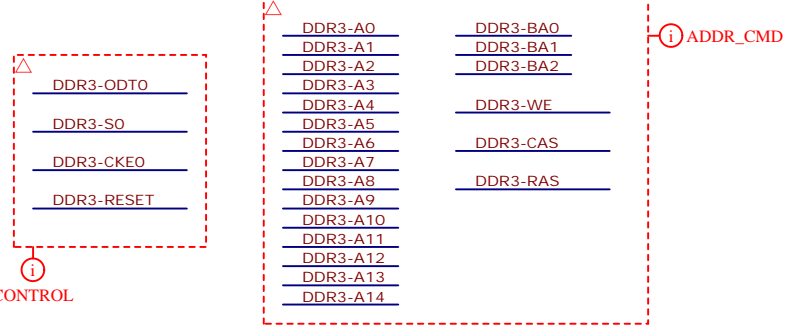 DDR3-ODT0
DDR3-S0
DDR3-CKE0
DDR3-RESET
i
CONTROL
DDR3-A0
DDR3-A1
DDR3-A2
DDR3-A3
DDR3-A4
DDR3-A5
DDR3-A6
DDR3-A7
DDR3-A8
DDR3-A9
DDR3-A10
DDR3-A11
DDR3-A12
DDR3-A13
DDR3-A14
DDR3-BA0
DDR3-BA1
DDR3-BA2
DDR3-WE
DDR3-CAS
DDR3-RAS
i ADDR_CMD